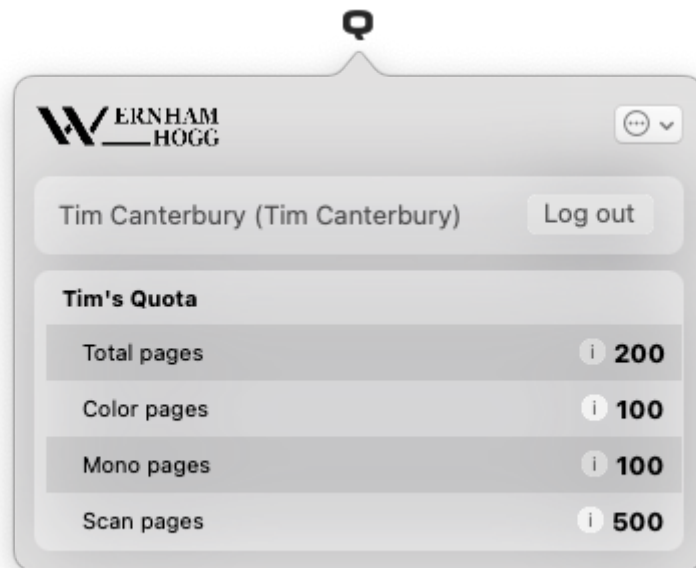 Q
WERNHAM
HOGG
Tim Canterbury (Tim Canterbury) Log out
Tim's Quota
Total pages i 200
Color pages i 100
Mono pages i 100
Scan pages i 500